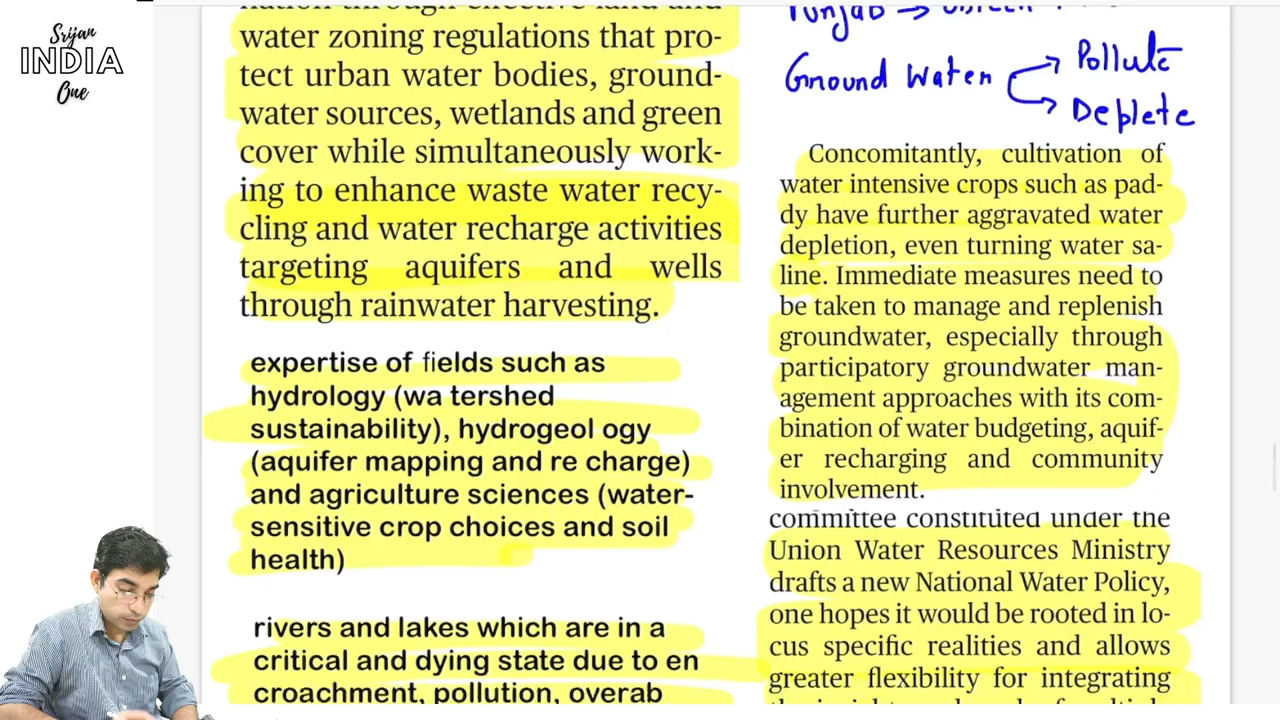 Srijan
INDIA
One
nation through effective land and
water zoning regulations that pro-
tect urban water bodies, ground-
water sources, wetlands and green
cover while simultaneously work-
ing to enhance waste water recy-
cling and water recharge activities
targeting aquifers and wells
through rainwater harvesting.
expertise of fields such as
hydrology (wa tershed
sustainability), hydrogeol ogy
(aquifer mapping and re charge)
and agriculture sciences (water-
sensitive crop choices and soil
health)
rivers and lakes which are in a
critical and dying state due to en
croachment, pollution, overab
Punjab → Green
Ground Water → Pollute
→ Deplete
Concomitantly, cultivation of
water intensive crops such as pad-
dy have further aggravated water
depletion, even turning water sa-
line. Immediate measures need to
be taken to manage and replenish
groundwater, especially through
participatory groundwater man-
agement approaches with its com-
bination of water budgeting, aquif-
er recharging and community
involvement.
committee constituted under the
Union Water Resources Ministry
drafts a new National Water Policy,
one hopes it would be rooted in lo-
cus specific realities and allows
greater flexibility for integrating